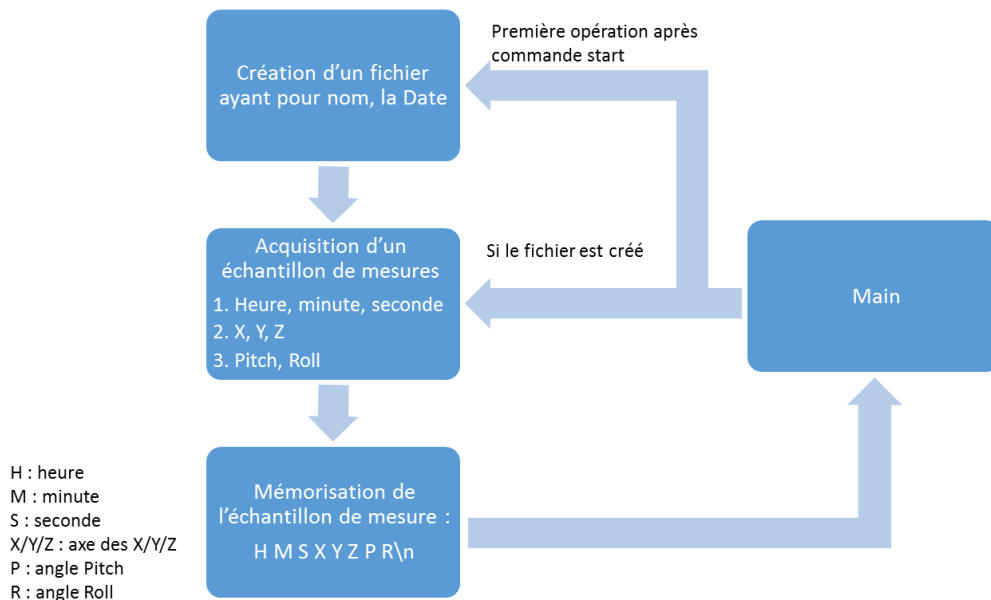 Première opération après
commande start
Création d'un fichier
ayant pour nom, la Date
Acquisition d'un
échantillon de mesures
1. Heure, minute, seconde
2. X, Y, Z
3. Pitch, Roll
Si le fichier est créé
Main
Mémorisation de
l'échantillon de mesure :
H M S X Y Z P R\n
H : heure
M : minute
S : seconde
X/Y/Z : axe des X/Y/Z
P : angle Pitch
R : angle Roll